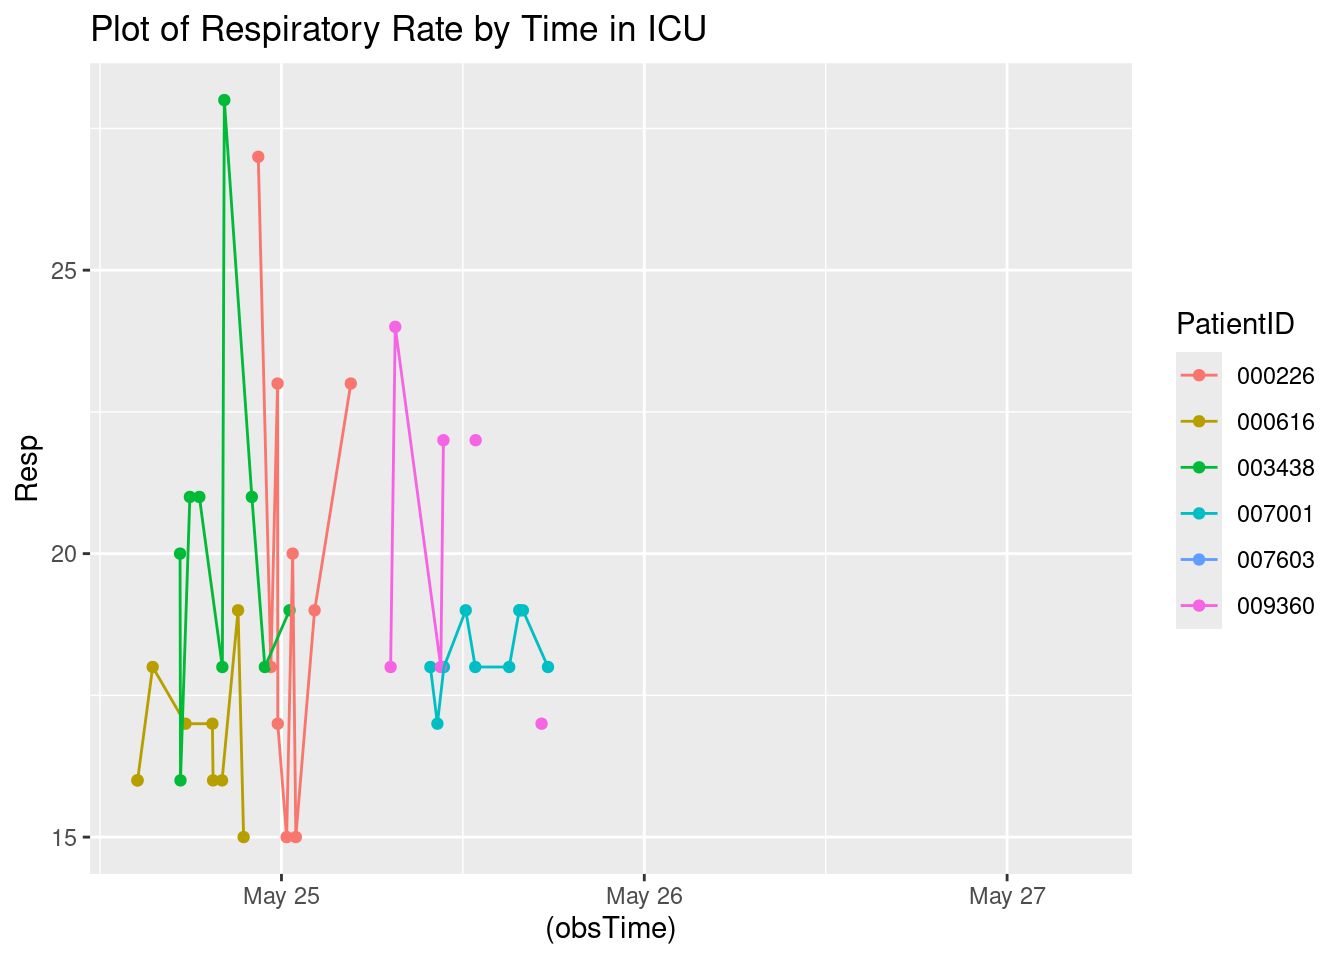 Plot of Respiratory Rate by Time in ICU
25
20
15
Resp
May 25
May 26
May 27
(obsTime)
PatientID
000226
000616
003438
007001
007603
009360